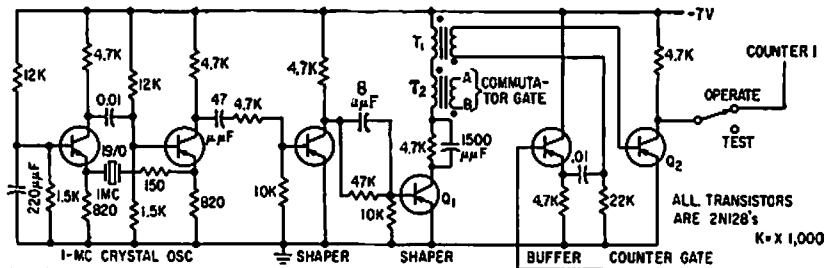 -7V
12K
4.7K
12K
4.7K
4.7K
T1
T2
A
B
COMMUTA-
TOR GATE
4.7K
COUNTER 1
OPERATE
TEST
0.01
47
μμF
4.7K
8
μμF
1500
μμF
4.7K
.01
Q2
19/0
1MC
150
220μμF
1.5K
820
1.5K
820
10K
47K
10K
Q1
4.7K
22K
ALL TRANSISTORS
ARE 2N128's
K=X 1,000
1-MC CRYSTAL OSC
SHAPER
SHAPER
BUFFER
COUNTER GATE